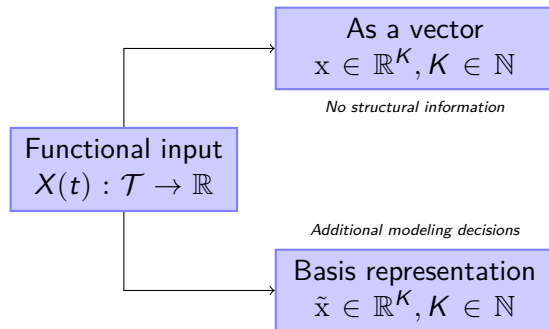 As a vector
x ∈ ℝ^K, K ∈ ℕ
No structural information
Functional input
X(t) : 𝒯 → ℝ
Additional modeling decisions
Basis representation
x̃ ∈ ℝ^K, K ∈ ℕ